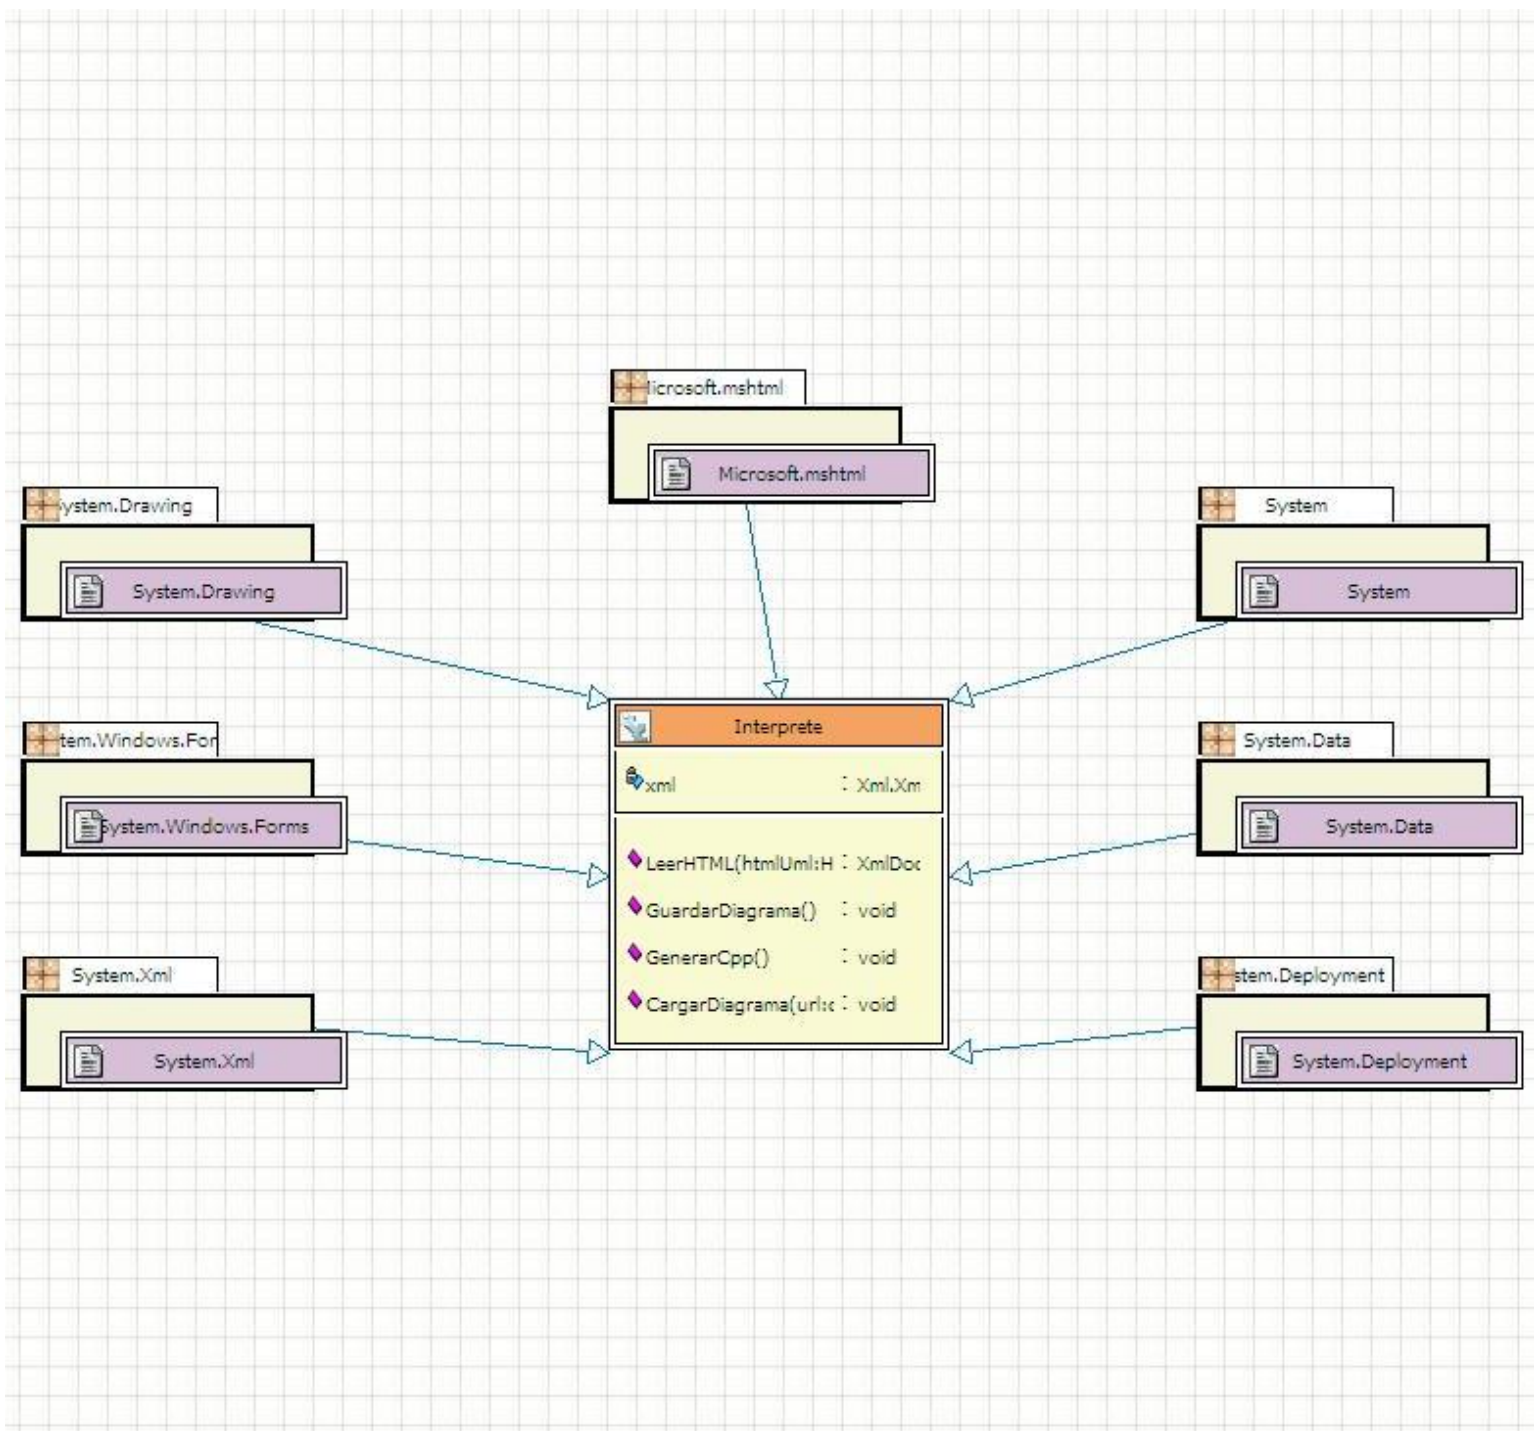 icrosoft.mshtml
Microsoft.mshtml
ystem.Drawing
System.Drawing
System
System
tem.Windows.For
System.Windows.Forms
System.Data
System.Data
System.Xml
System.Xml
stem.Deployment
System.Deployment
Interprete
xml : Xml.Xm
LeerHTML(htmlUml:H : XmlDoc
GuardarDiagrama() : void
GenerarCpp() : void
CargarDiagrama(url:c : void